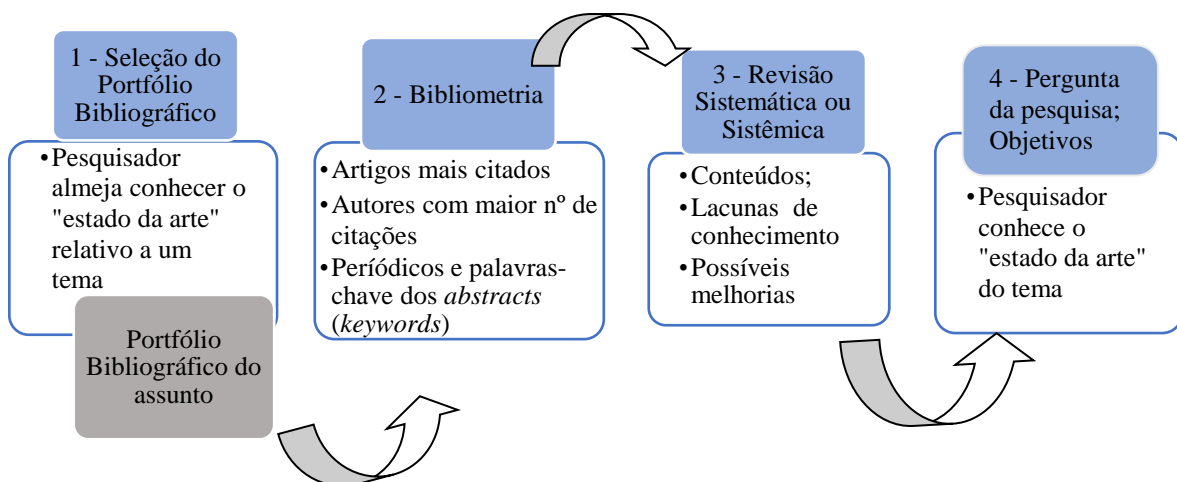 1 - Seleção do
Portfólio
Bibliográfico
•Pesquisador
almeja conhecer o
"estado da arte"
relativo a um
tema
Portfólio
Bibliográfico do
assunto
2 - Bibliometria
•Artigos mais citados
•Autores com maior nº de
citações
•Períódicos e palavras-
chave dos abstracts
(keywords)
3 - Revisão
Sistemática ou
Sistêmica
•Conteúdos;
•Lacunas de
conhecimento
•Possíveis
melhorias
4 - Pergunta
da pesquisa;
Objetivos
•Pesquisador
conhece o
"estado da arte"
do tema